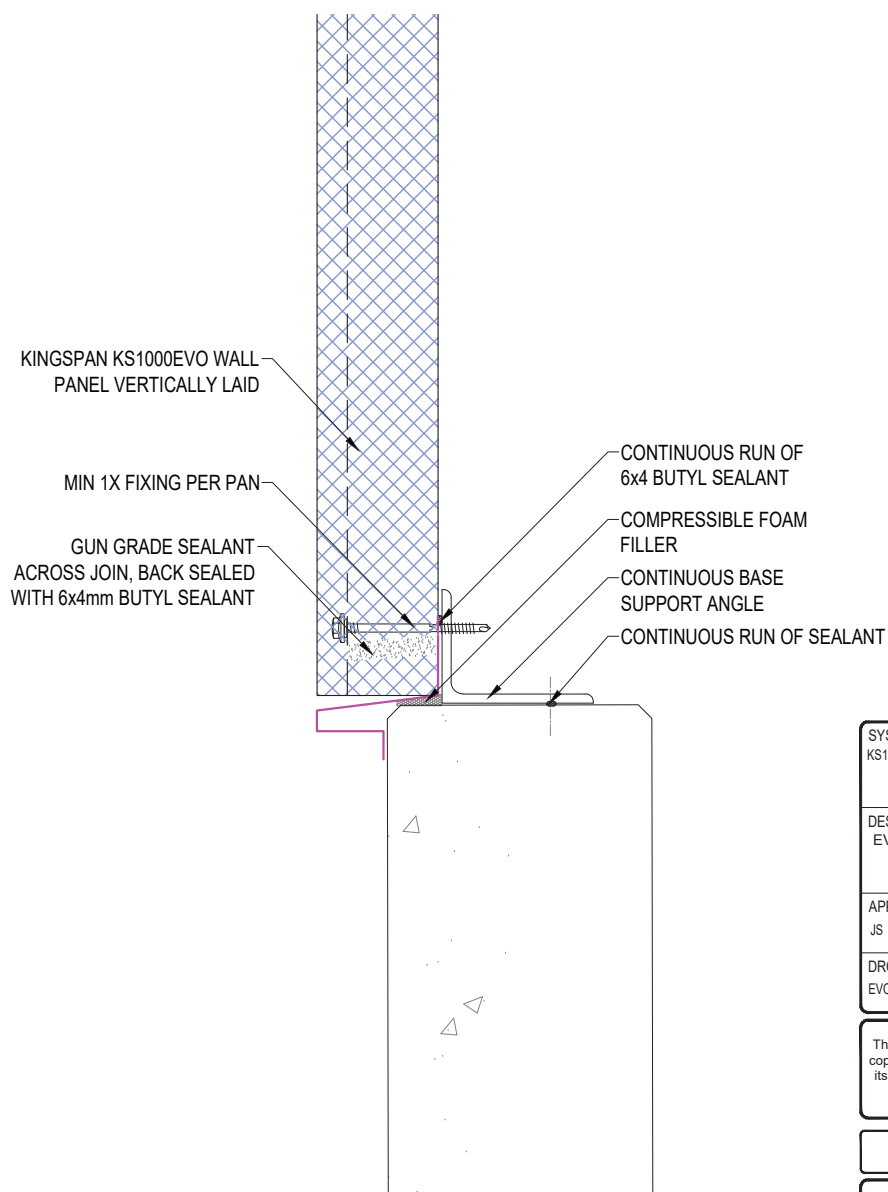 KINGSPAN KS1000EVO WALL
PANEL VERTICALLY LAID
MIN 1X FIXING PER PAN
GUN GRADE SEALANT
ACROSS JOIN, BACK SEALED
WITH 6x4mm BUTYL SEALANT
CONTINUOUS RUN OF
6x4 BUTYL SEALANT
COMPRESSIBLE FOAM
FILLER
CONTINUOUS BASE
SUPPORT ANGLE
CONTINUOUS RUN OF SEALANT
JS